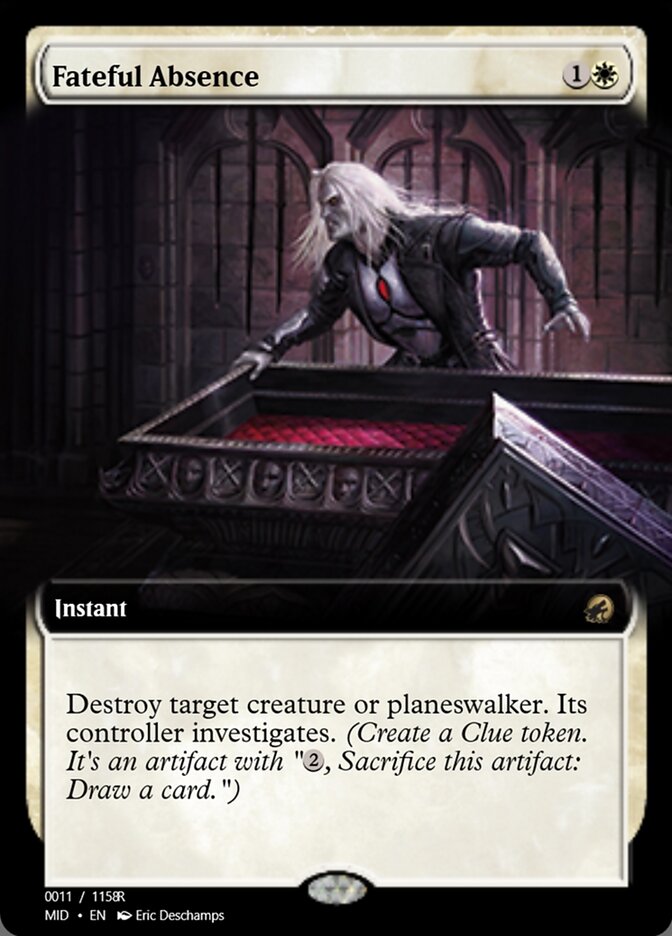 Fateful Absence
1
Instant
Destroy target creature or planeswalker. Its
controller investigates. (Create a Clue token.
It's an artifact with "2, Sacrifice this artifact:
Draw a card.")
0011 / 1158R
MID • EN Eric Deschamps